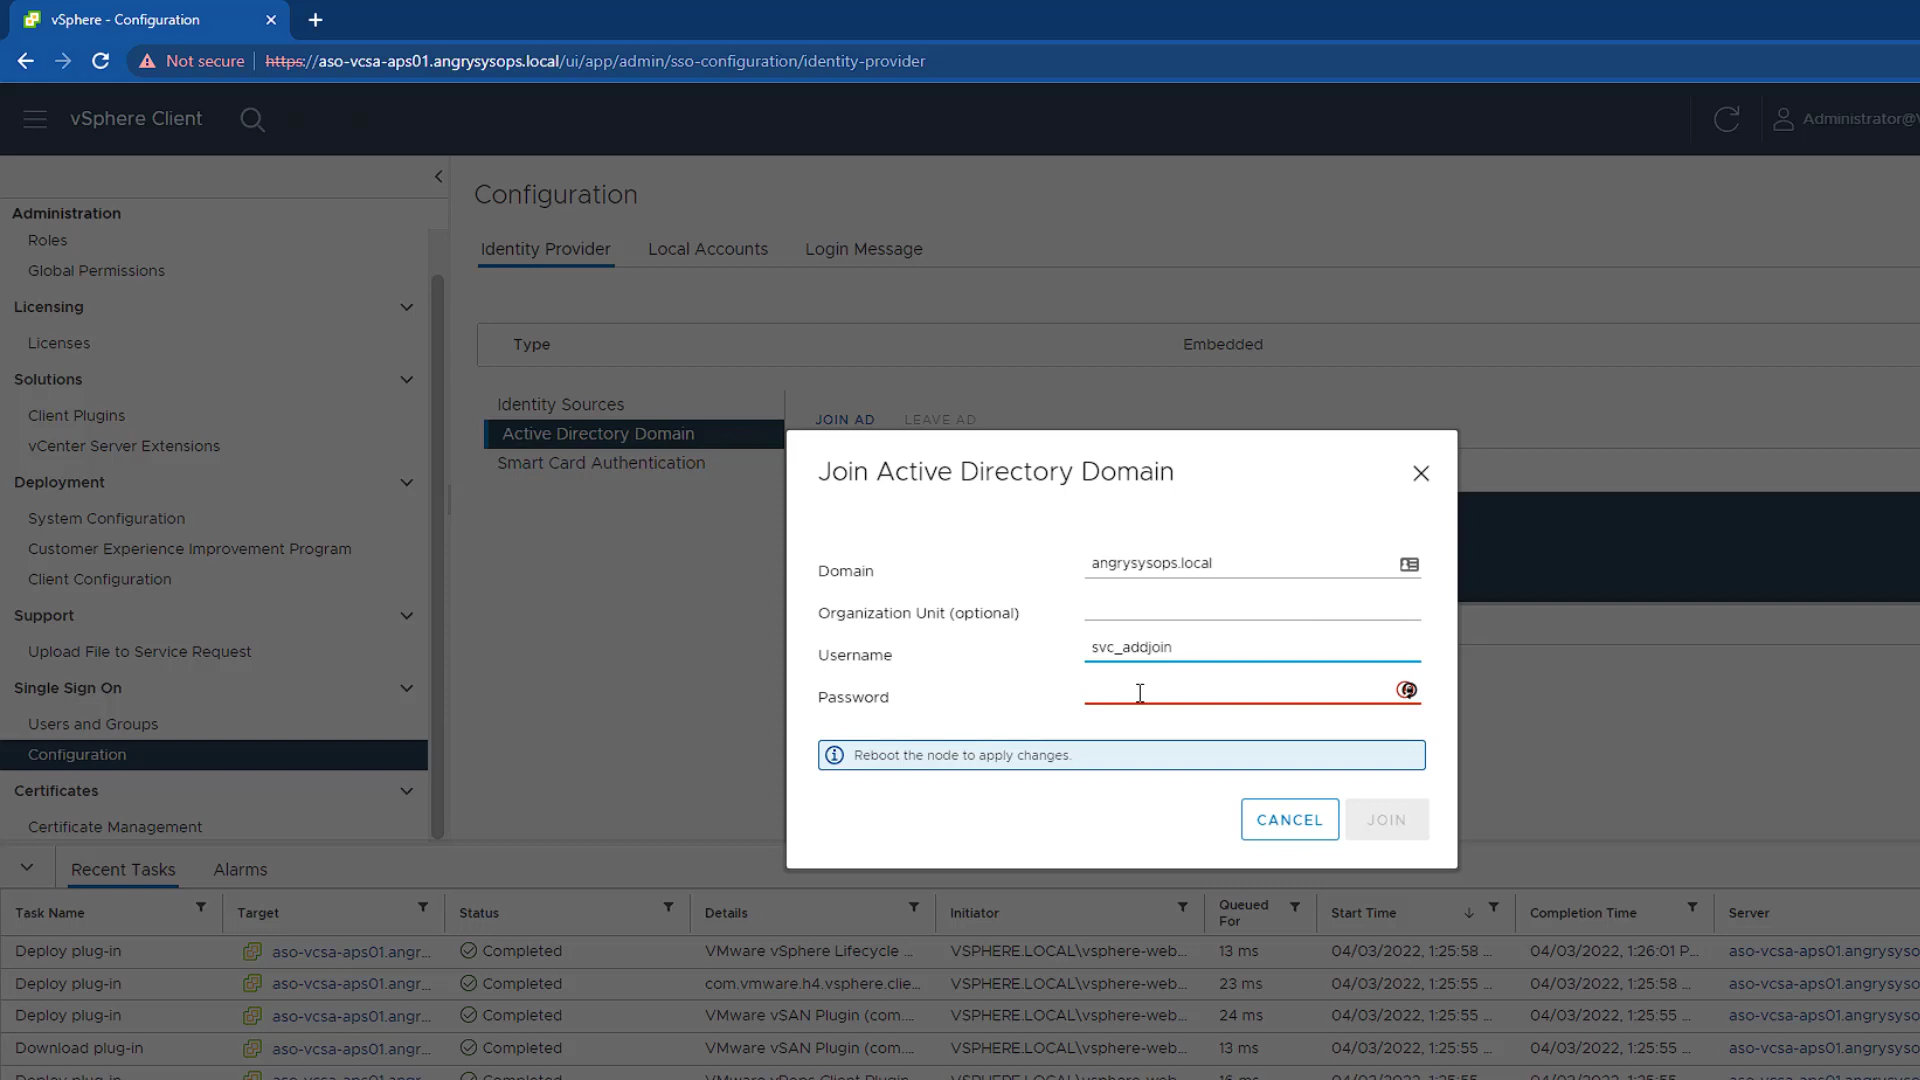 vSphere - Configuration
Not secure https://aso-vcsa-aps01.angrysysops.local/ui/app/admin/sso-configuration/identity-provider
vSphere Client
Administrator@V
Administration
Roles
Global Permissions
Licensing
Licenses
Solutions
Client Plugins
vCenter Server Extensions
Deployment
System Configuration
Customer Experience Improvement Program
Client Configuration
Support
Upload File to Service Request
Single Sign On
Users and Groups
Configuration
Certificates
Certificate Management
Configuration
Identity Provider Local Accounts Login Message
Type Embedded
Identity Sources
Active Directory Domain
Smart Card Authentication
JOIN AD LEAVE AD
Join Active Directory Domain
Domain angrysysops.local
Organization Unit (optional)
Username svc_addjoin
Password
Reboot the node to apply changes.
CANCEL JOIN
Recent Tasks Alarms
Task Name Target Status Details Initiator Queued For Start Time Completion Time Server
Deploy plug-in aso-vcsa-aps01.angr... Completed VMware vSphere Lifecycle ... VSPHERE.LOCAL\vsphere-web... 13 ms 04/03/2022, 1:25:58 ... 04/03/2022, 1:26:01 P... aso-vcsa-aps01.angrysyso
Deploy plug-in aso-vcsa-aps01.angr... Completed com.vmware.h4.vsphere.clie... VSPHERE.LOCAL\vsphere-web... 23 ms 04/03/2022, 1:25:55 ... 04/03/2022, 1:25:58 ... aso-vcsa-aps01.angrysyso
Deploy plug-in aso-vcsa-aps01.angr... Completed VMware vSAN Plugin (com.... VSPHERE.LOCAL\vsphere-web... 24 ms 04/03/2022, 1:25:55 ... 04/03/2022, 1:25:55 ... aso-vcsa-aps01.angrysyso
Download plug-in aso-vcsa-aps01.angr... Completed VMware vSAN Plugin (com.... VSPHERE.LOCAL\vsphere-web... 13 ms 04/03/2022, 1:25:55 ... 04/03/2022, 1:25:55 ... aso-vcsa-aps01.angrysyso